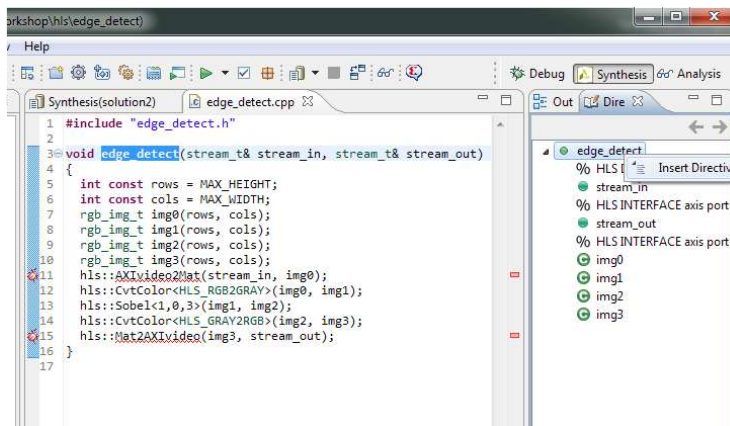 orkshop\hls\edge_detect)
Help
Debug Synthesis Analysis
Synthesis(solution2) edge_detect.cpp Out Dire
1 #include "edge_detect.h"
2
3 void edge_detect(stream_t& stream_in, stream_t& stream_out)
4 {
5 int const rows = MAX_HEIGHT;
6 int const cols = MAX_WIDTH;
7 rgb_img_t img0(rows, cols);
8 rgb_img_t img1(rows, cols);
9 rgb_img_t img2(rows, cols);
10 rgb_img_t img3(rows, cols);
11 hls::AXIvideo2Mat(stream_in, img0);
12 hls::CvtColor<HLS_RGB2GRAY>(img0, img1);
13 hls::Sobel<1,0,3>(img1, img2);
14 hls::CvtColor<HLS_GRAY2RGB>(img2, img3);
15 hls::Mat2AXIvideo(img3, stream_out);
16 }
17
edge_detect
% HLS D
Insert Directiv
stream_in
% HLS INTERFACE axis port
stream_out
% HLS INTERFACE axis port
img0
img1
img2
img3